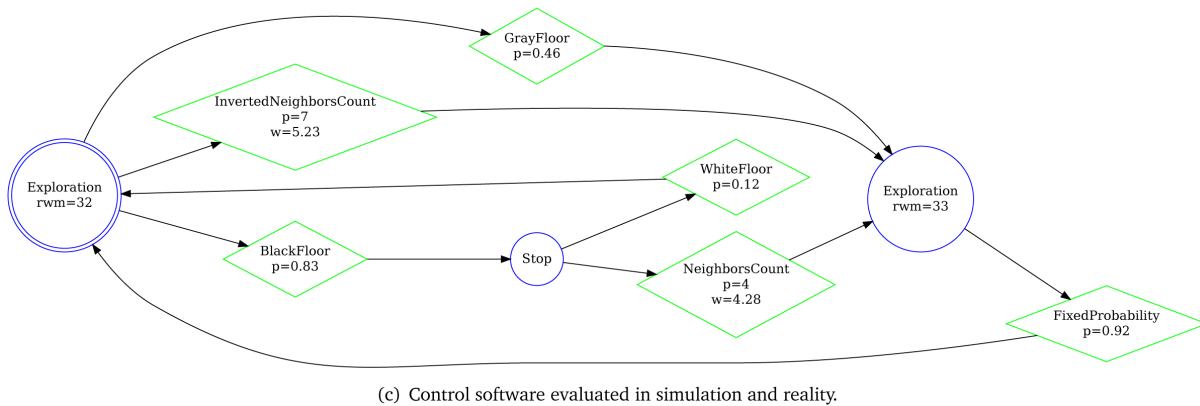 GrayFloor
p=0.46
InvertedNeighborsCount
p=7
w=5.23
WhiteFloor
p=0.12
Exploration
rwm=32
Exploration
rwm=33
BlackFloor
p=0.83
Stop
NeighborsCount
p=4
w=4.28
FixedProbability
p=0.92
(c) Control software evaluated in simulation and reality.